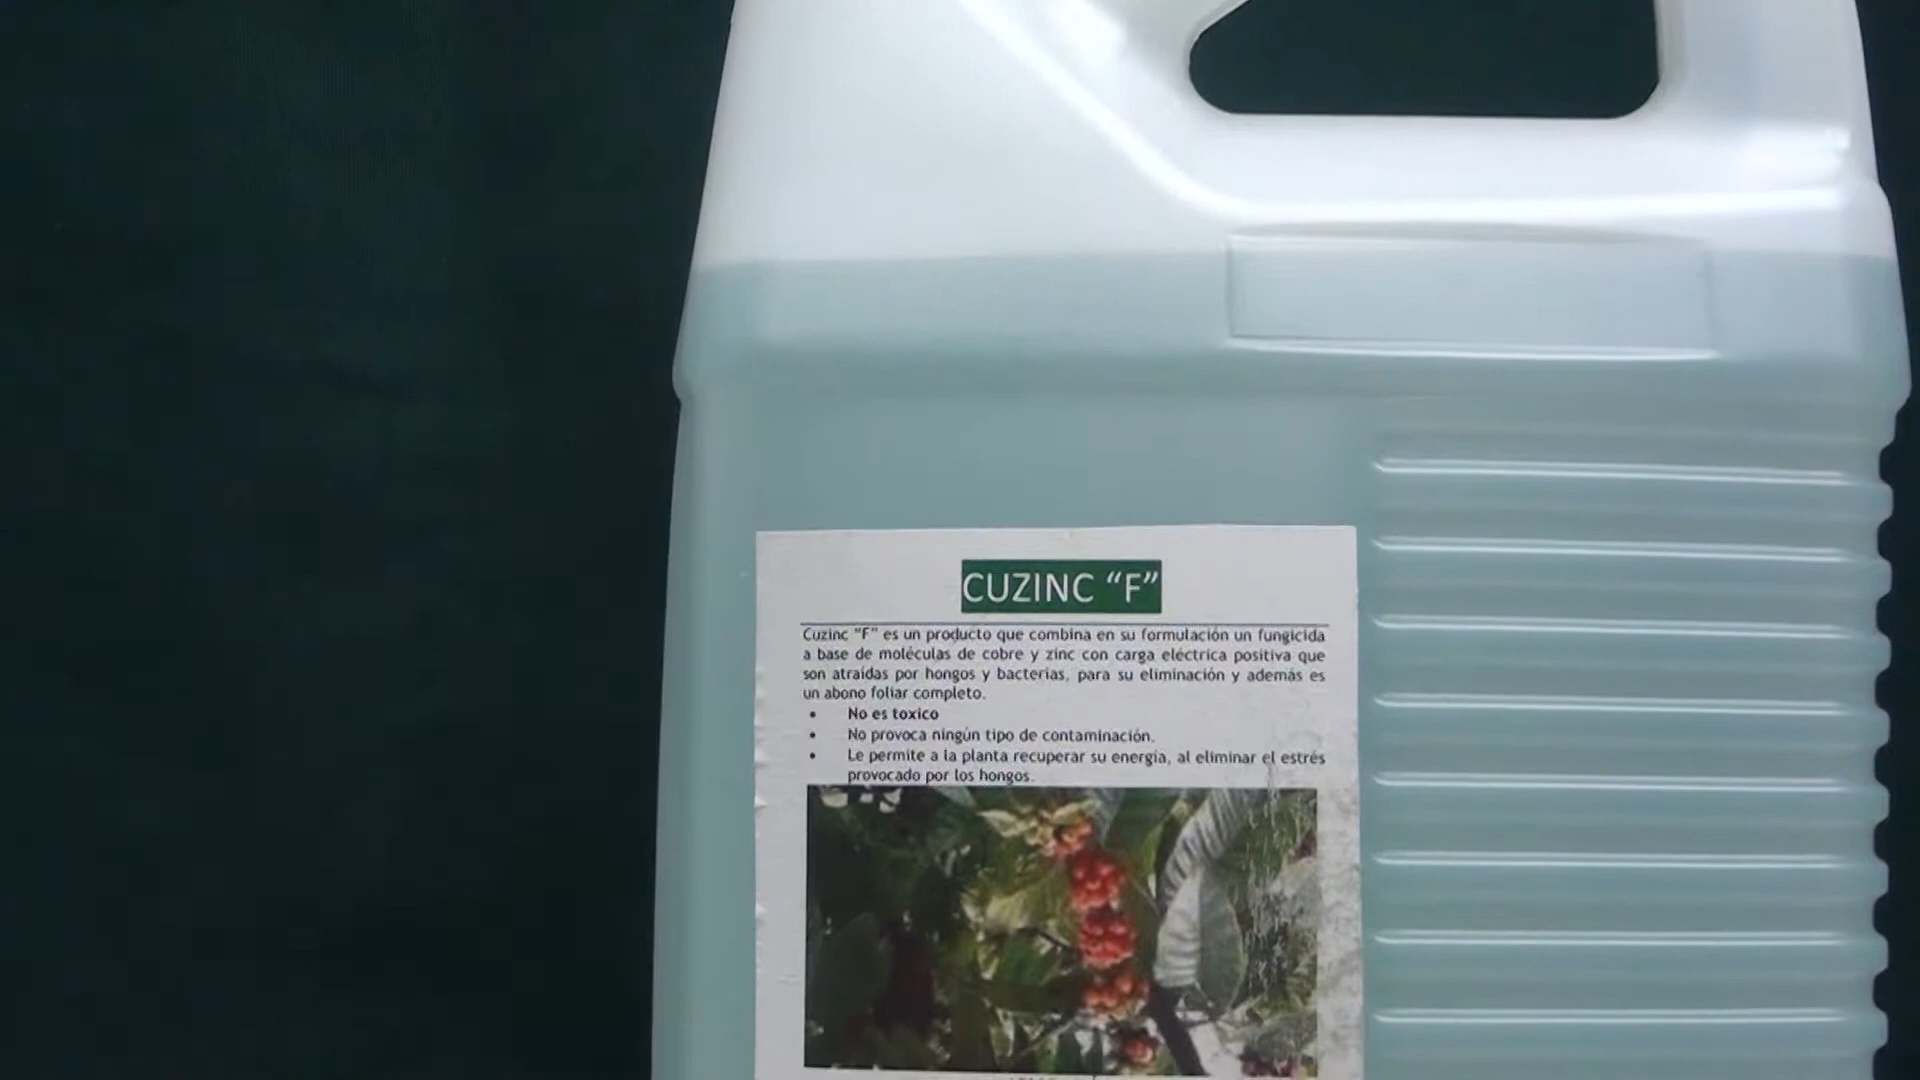 CUZINC “F”
Cuzinc "F" es un producto que combina en su formulación un fungicida
a base de moléculas de cobre y zinc con carga eléctrica positiva que
son atraídas por hongos y bacterias, para su eliminación y además es
un abono foliar completo.
• No es toxico
• No provoca ningún tipo de contaminación.
• Le permite a la planta recuperar su energía, al eliminar el estrés
provocado por los hongos.